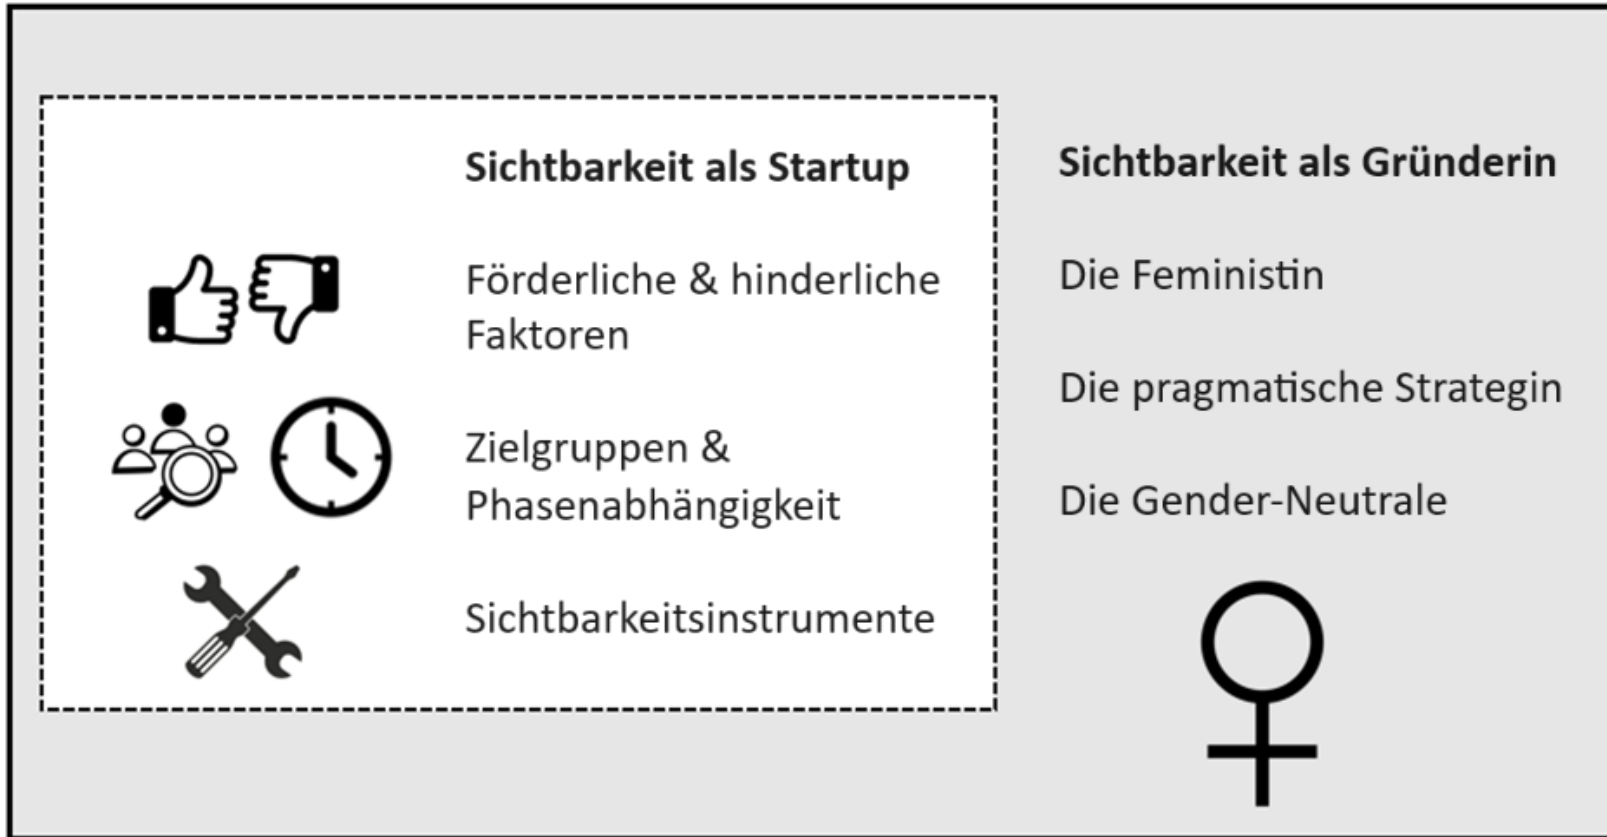 Sichtbarkeit als Startup
Förderliche & hinderliche
Faktoren
Zielgruppen &
Phasenabhängigkeit
Sichtbarkeitsinstrumente
Sichtbarkeit als Gründerin
Die Feministin
Die pragmatische Strategin
Die Gender-Neutrale